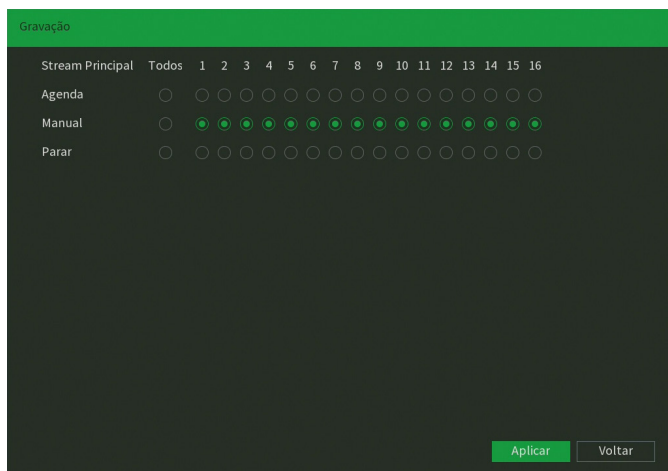 Gravação
Stream Principal Todos 1 2 3 4 5 6 7 8 9 10 11 12 13 14 15 16
Agenda
Manual
Parar
Aplicar Voltar